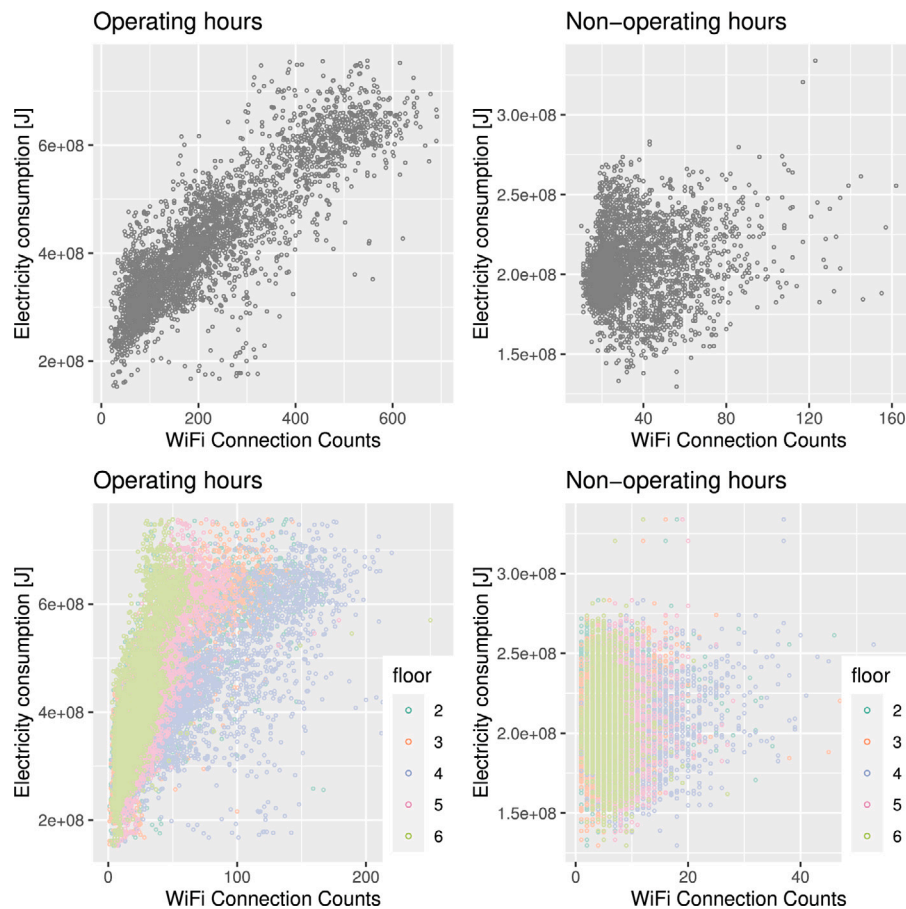 Operating hours
Non−operating hours
Electricity consumption [J]
6e+08
4e+08
2e+08
0 200 400 600
WiFi Connection Counts
Electricity consumption [J]
3.0e+08
2.5e+08
2.0e+08
1.5e+08
40 80 120 160
WiFi Connection Counts
Operating hours
Non−operating hours
Electricity consumption [J]
6e+08
4e+08
2e+08
0 100 200
WiFi Connection Counts
floor
2
3
4
5
6
Electricity consumption [J]
3.0e+08
2.5e+08
2.0e+08
1.5e+08
0 20 40
WiFi Connection Counts
floor
2
3
4
5
6